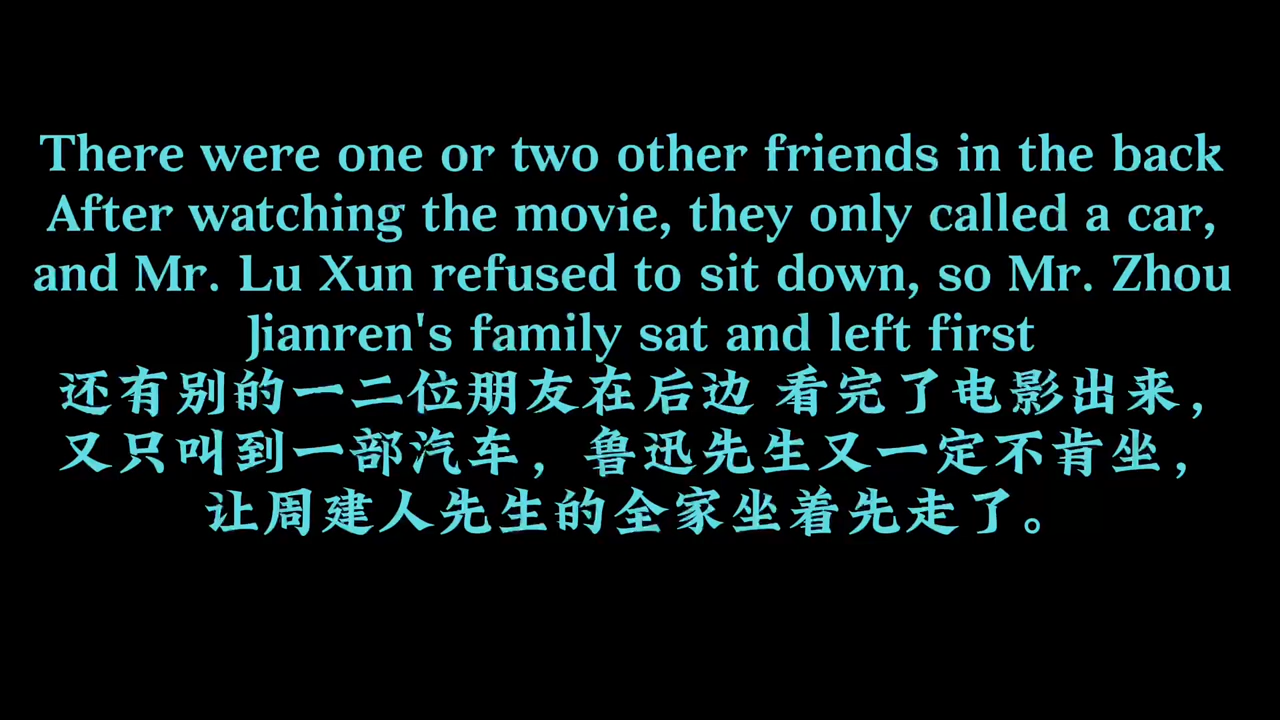 There were one or two other friends in the back
After watching the movie, they only called a car,
and Mr. Lu Xun refused to sit down, so Mr. Zhou
Jianren's family sat and left first
还有别的一二位朋友在后边 看完了电影出来，
又只叫到一部汽车，鲁迅先生又一定不肯坐，
让周建人先生的全家坐着先走了。